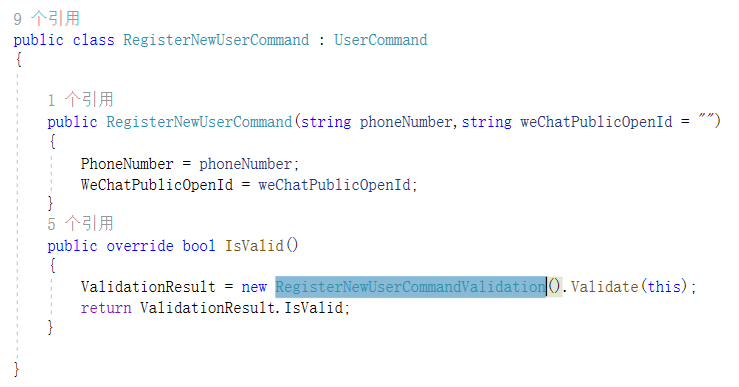 9 个引用
public class RegisterNewUserCommand : UserCommand
{
1 个引用
public RegisterNewUserCommand(string phoneNumber,string weChatPublicOpenId = "")
{
PhoneNumber = phoneNumber;
WeChatPublicOpenId = weChatPublicOpenId;
}
5 个引用
public override bool IsValid()
{
ValidationResult = new RegisterNewUserCommandValidation().Validate(this);
return ValidationResult.IsValid;
}
}